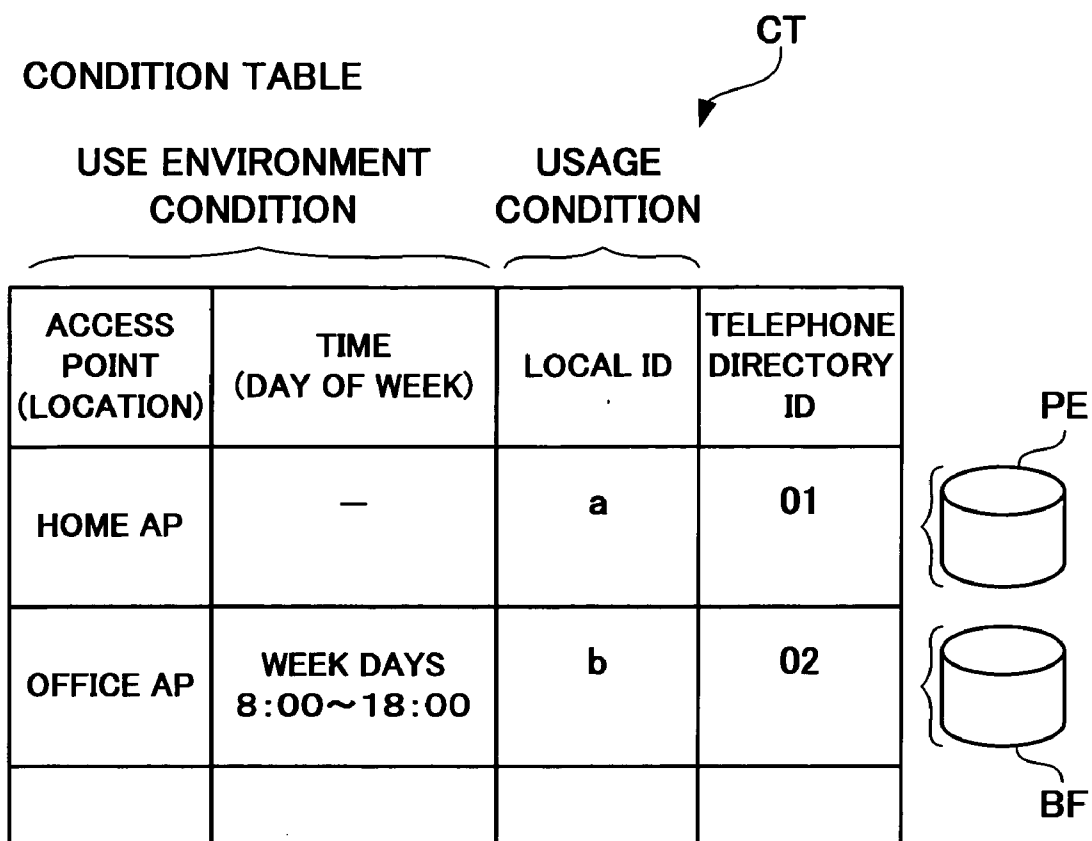 CT
CONDITION TABLE
USE ENVIRONMENT
CONDITION
USAGE
CONDITION
ACCESS
POINT
(LOCATION)
TIME
(DAY OF WEEK)
LOCAL ID
TELEPHONE
DIRECTORY
ID
PE
HOME AP
—
a
01
OFFICE AP
WEEK DAYS
8:00~18:00
b
02
BF